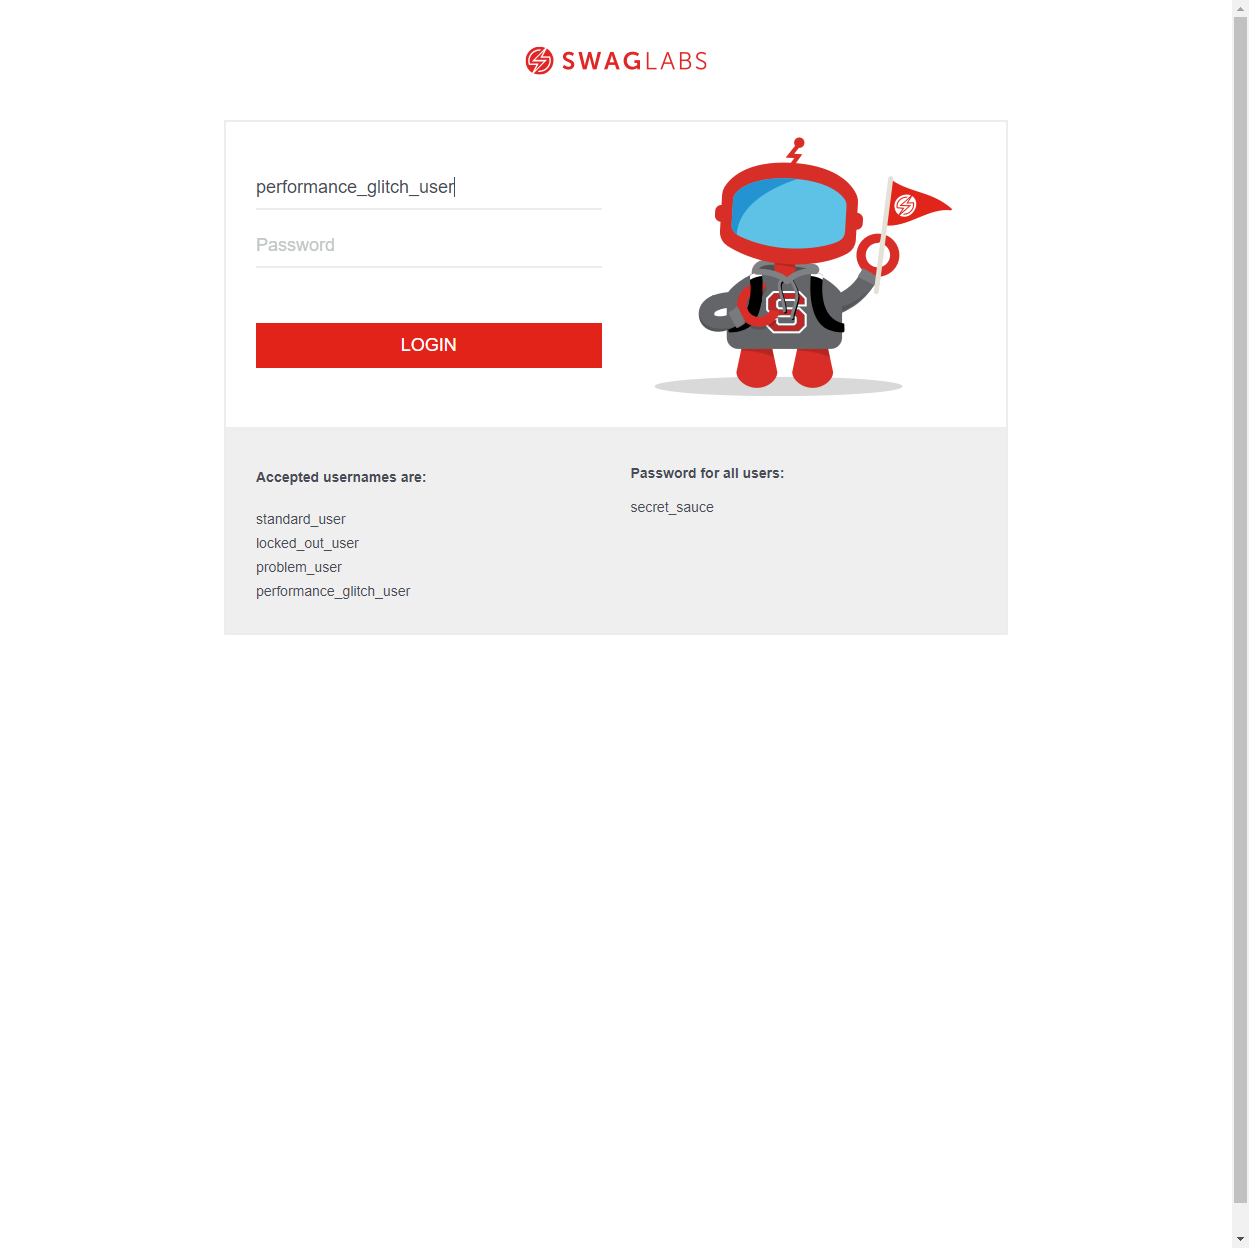 SWAGLABS
performance_glitch_user
Password
LOGIN
S
Accepted usernames are:
standard_user
locked_out_user
problem_user
performance_glitch_user
Password for all users:
secret_sauce